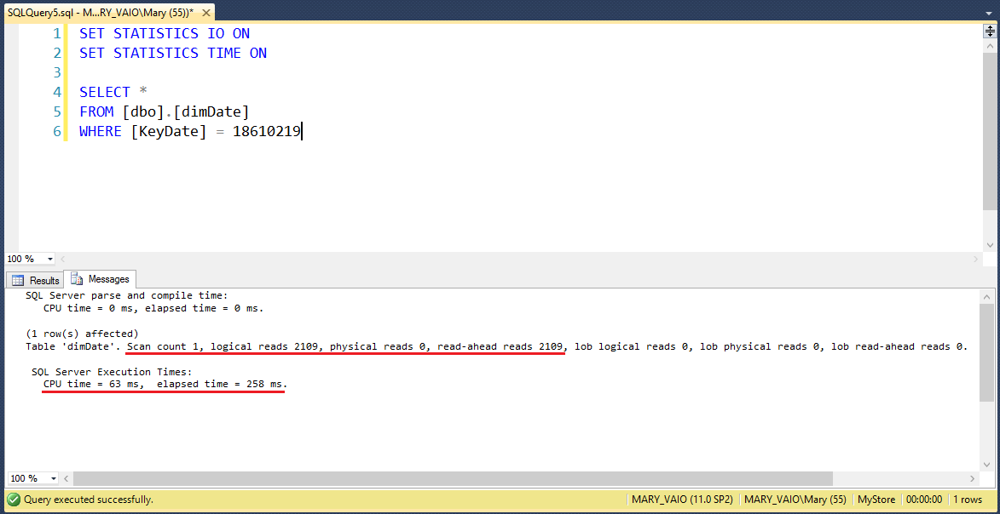 SQLQuery5.sql - M...RY_VAIO\Mary (55))*
1 SET STATISTICS IO ON
2 SET STATISTICS TIME ON
3
4 SELECT *
5 FROM [dbo].[dimDate]
6 WHERE [KeyDate] = 18610219
100 %
Results Messages
SQL Server parse and compile time:
CPU time = 0 ms, elapsed time = 0 ms.
(1 row(s) affected)
Table 'dimDate'. Scan count 1, logical reads 2109, physical reads 0, read-ahead reads 2109, lob logical reads 0, lob physical reads 0, lob read-ahead reads 0.
SQL Server Execution Times:
CPU time = 63 ms,  elapsed time = 258 ms.
100 %
Query executed successfully. MARY_VAIO (11.0 SP2) MARY_VAIO\Mary (55) MyStore 00:00:00 1 rows